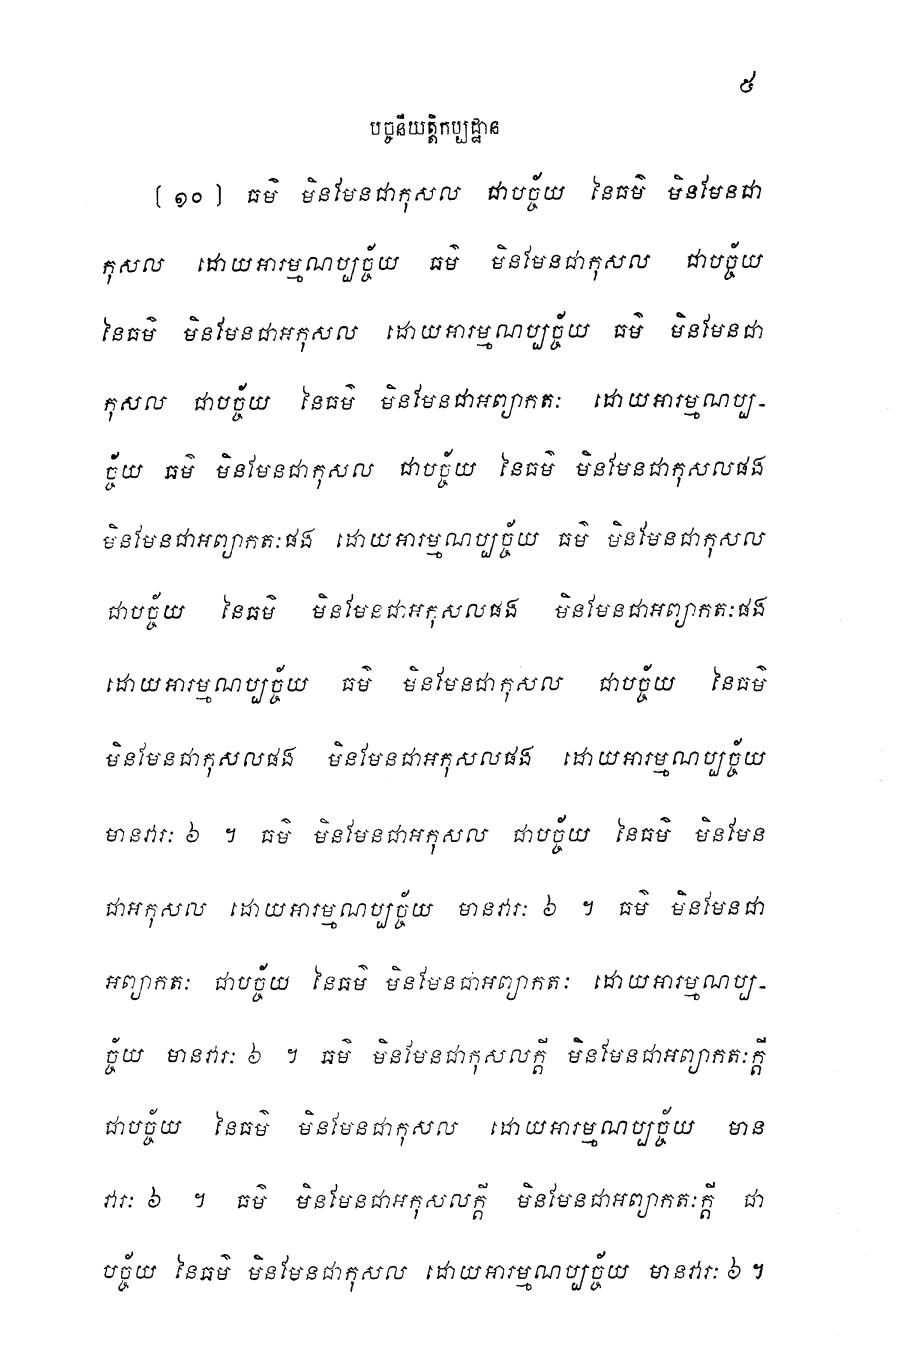 ៥
បច្ចនីយត្តិកប្បដ្ឋាន
[ ១០ ] ធម៌ មិនមែនជាកុសល ជាបច្ច័យ នៃធម៌ មិនមែនជា
កុសល ដោយអារម្មណប្បច្ច័យ ធម៌ មិនមែនជាកុសល ជាបច្ច័យ
នៃធម៌ មិនមែនជាអកុសល ដោយអារម្មណប្បច្ច័យ ធម៌ មិនមែនជា
កុសល ជាបច្ច័យ នៃធម៌ មិនមែនជាអព្យាកតៈ ដោយអារម្មណប្ប-
ច្ច័យ ធម៌ មិនមែនជាកុសល ជាបច្ច័យ នៃធម៌ មិនមែនជាកុសលផង
មិនមែនជាអព្យាកតៈផង ដោយអារម្មណប្បច្ច័យ ធម៌ មិនមែនជាកុសល
ជាបច្ច័យ នៃធម៌ មិនមែនជាអកុសលផង មិនមែនជាអព្យាកតៈផង
ដោយអារម្មណប្បច្ច័យ ធម៌ មិនមែនជាកុសល ជាបច្ច័យ នៃធម៌
មិនមែនជាកុសលផង មិនមែនជាអកុសលផង ដោយអារម្មណប្បច្ច័យ
មានវារៈ ៦ ។ ធម៌ មិនមែនជាអកុសល ជាបច្ច័យ នៃធម៌ មិនមែន
ជាអកុសល ដោយអារម្មណប្បច្ច័យ មានវារៈ ៦ ។ ធម៌ មិនមែនជា
អព្យាកតៈ ជាបច្ច័យ នៃធម៌ មិនមែនជាអព្យាកតៈ ដោយអារម្មណប្ប-
ច្ច័យ មានវារៈ ៦ ។ ធម៌ មិនមែនជាកុសលក្តី មិនមែនជាអព្យាកតៈក្តី
ជាបច្ច័យ នៃធម៌ មិនមែនជាកុសល ដោយអារម្មណប្បច្ច័យ មាន
វារៈ ៦ ។ ធម៌ មិនមែនជាអកុសលក្តី មិនមែនជាអព្យាកតៈក្តី ជា
បច្ច័យ នៃធម៌ មិនមែនជាកុសល ដោយអារម្មណប្បច្ច័យ មានវារៈ ៦ ។